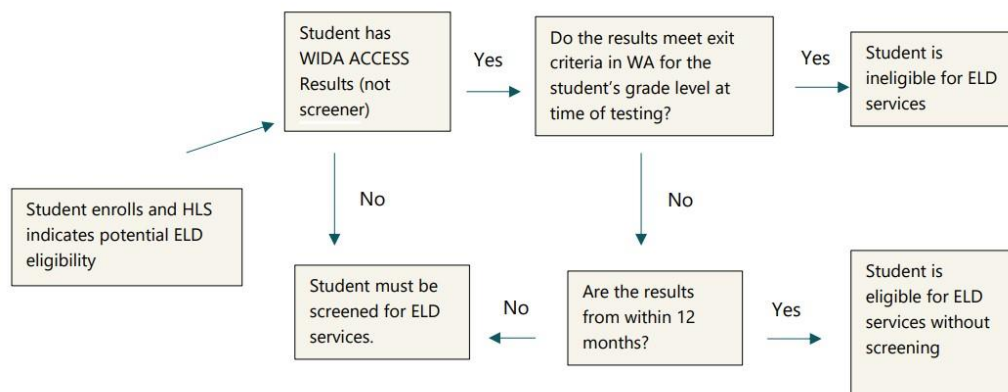 Student has
WIDA ACCESS
Results (not
screener)
Yes
Do the results meet exit
criteria in WA for the
student's grade level at
time of testing?
Yes
Student is
ineligible for ELD
services
No
No
Student enrolls and HLS
indicates potential ELD
eligibility
Student must be
screened for ELD
services.
No
Are the results
from within 12
months?
Yes
Student is
eligible for ELD
services without
screening